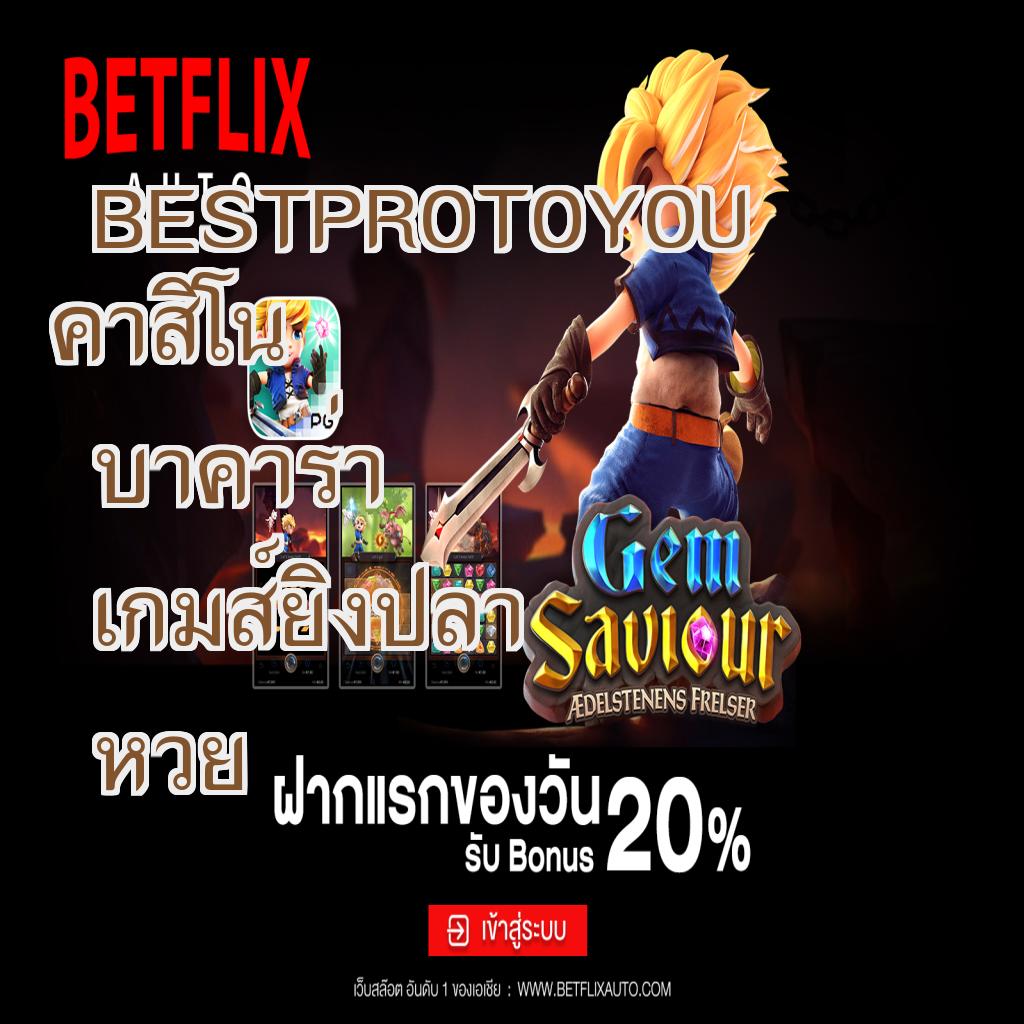 BETFLIX
AUTO
BESTPROTOYOU
คาสิโน
PG
บาคาร่า
เกมส์ยิงปลา
Gem
Saviour
ÆDELSTENENS FRELSER
หวย
ฝากแรกของวัน
รับ Bonus 20%
เข้าสู่ระบบ
เว็บสล๊อต อันดับ 1 ของเอเชีย : WWW.BETFLIXAUTO.COM